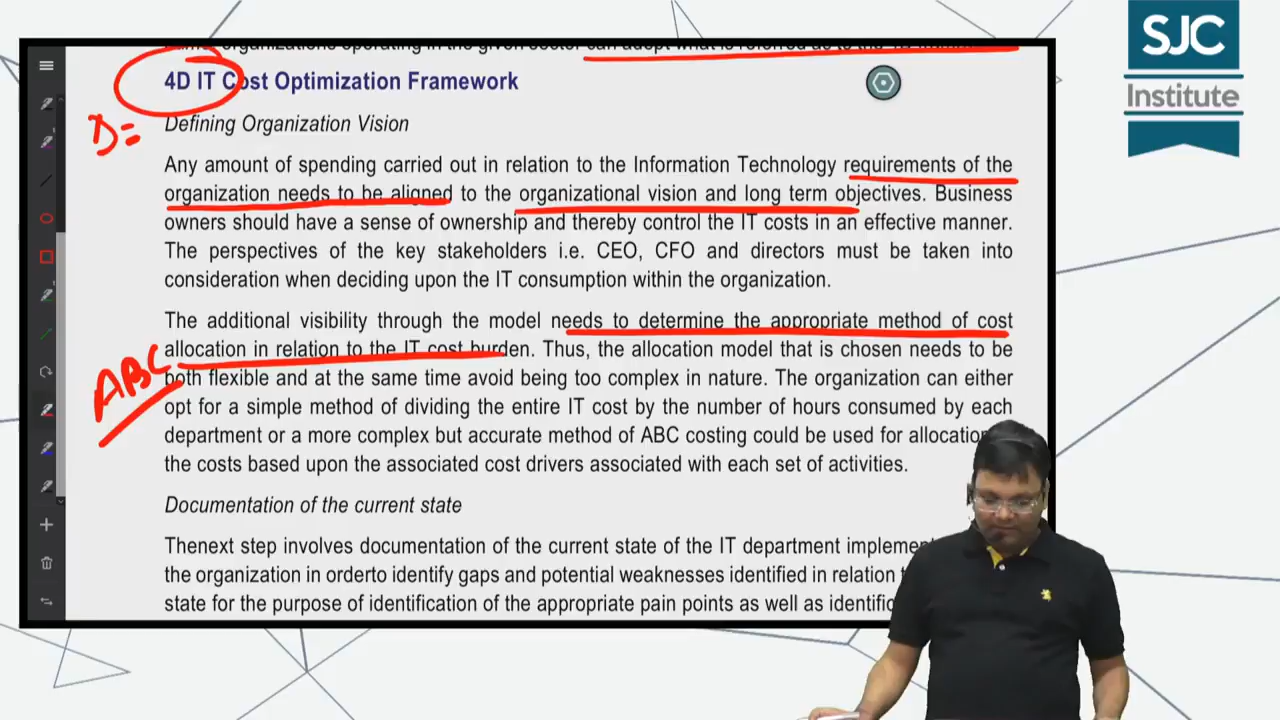 can adopt what is referred as to the
4D IT Cost Optimization Framework
D=
Defining Organization Vision
Any amount of spending carried out in relation to the Information Technology requirements of the
organization needs to be aligned to the organizational vision and long term objectives. Business
owners should have a sense of ownership and thereby control the IT costs in an effective manner.
The perspectives of the key stakeholders i.e. CEO, CFO and directors must be taken into
consideration when deciding upon the IT consumption within the organization.
The additional visibility through the model needs to determine the appropriate method of cost
allocation in relation to the IT cost burden. Thus, the allocation model that is chosen needs to be
ABC
both flexible and at the same time avoid being too complex in nature. The organization can either
opt for a simple method of dividing the entire IT cost by the number of hours consumed by each
department or a more complex but accurate method of ABC costing could be used for allocation
the costs based upon the associated cost drivers associated with each set of activities.
Documentation of the current state
Thenext step involves documentation of the current state of the IT department
the organization in orderto identify gaps and potential weaknesses identified in relation
state for the purpose of identification of the appropriate pain points as well as
SJC
Institute